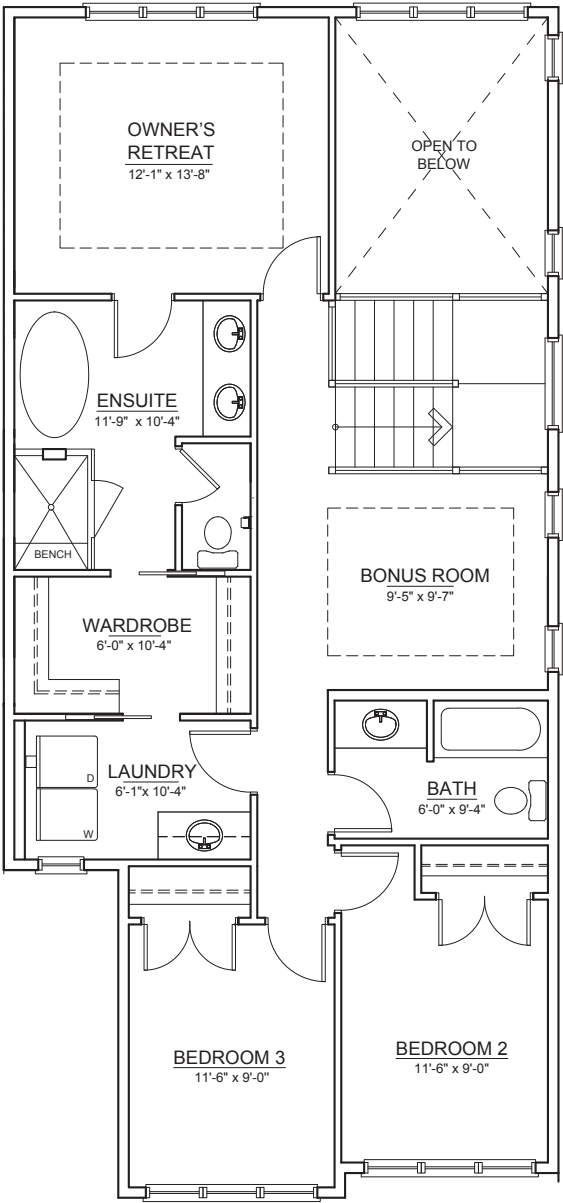 OWNER'S
RETREAT
12'-1" x 13'-8"
OPEN TO
BELOW
ENSUITE
11'-9" x 10'-4"
BENCH
BONUS ROOM
9'-5" x 9'-7"
WARDROBE
6'-0" x 10'-4"
LAUNDRY
6'-1"x 10'-4"
D
W
BATH
6'-0" x 9'-4"
BEDROOM 3
11'-6" x 9'-0"
BEDROOM 2
11'-6" x 9'-0"